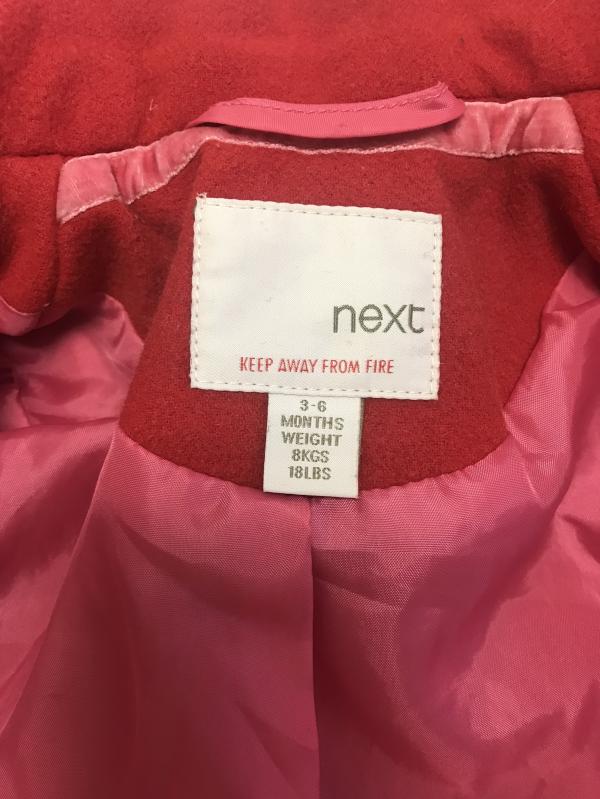 next
KEEP AWAY FROM FIRE
3-6
MONTHS
WEIGHT
8KGS
18LBS